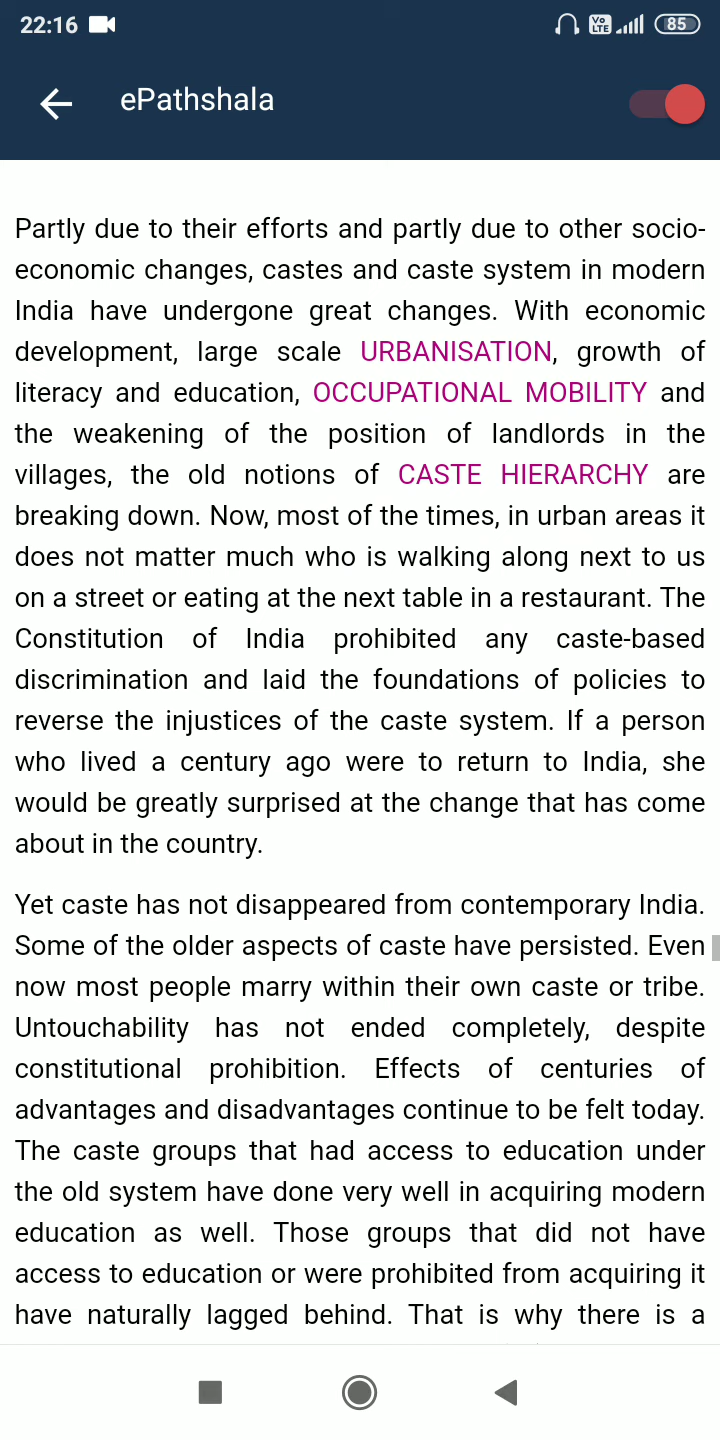 22:16
Vo LTE
85
ePathshala
Partly due to their efforts and partly due to other socio-
economic changes, castes and caste system in modern
India have undergone great changes. With economic
development, large scale URBANISATION, growth of
literacy and education, OCCUPATIONAL MOBILITY and
the weakening of the position of landlords in the
villages, the old notions of CASTE HIERARCHY are
breaking down. Now, most of the times, in urban areas it
does not matter much who is walking along next to us
on a street or eating at the next table in a restaurant. The
Constitution of India prohibited any caste-based
discrimination and laid the foundations of policies to
reverse the injustices of the caste system. If a person
who lived a century ago were to return to India, she
would be greatly surprised at the change that has come
about in the country.
Yet caste has not disappeared from contemporary India.
Some of the older aspects of caste have persisted. Even
now most people marry within their own caste or tribe.
Untouchability has not ended completely, despite
constitutional prohibition. Effects of centuries of
advantages and disadvantages continue to be felt today.
The caste groups that had access to education under
the old system have done very well in acquiring modern
education as well. Those groups that did not have
access to education or were prohibited from acquiring it
have naturally lagged behind. That is why there is a